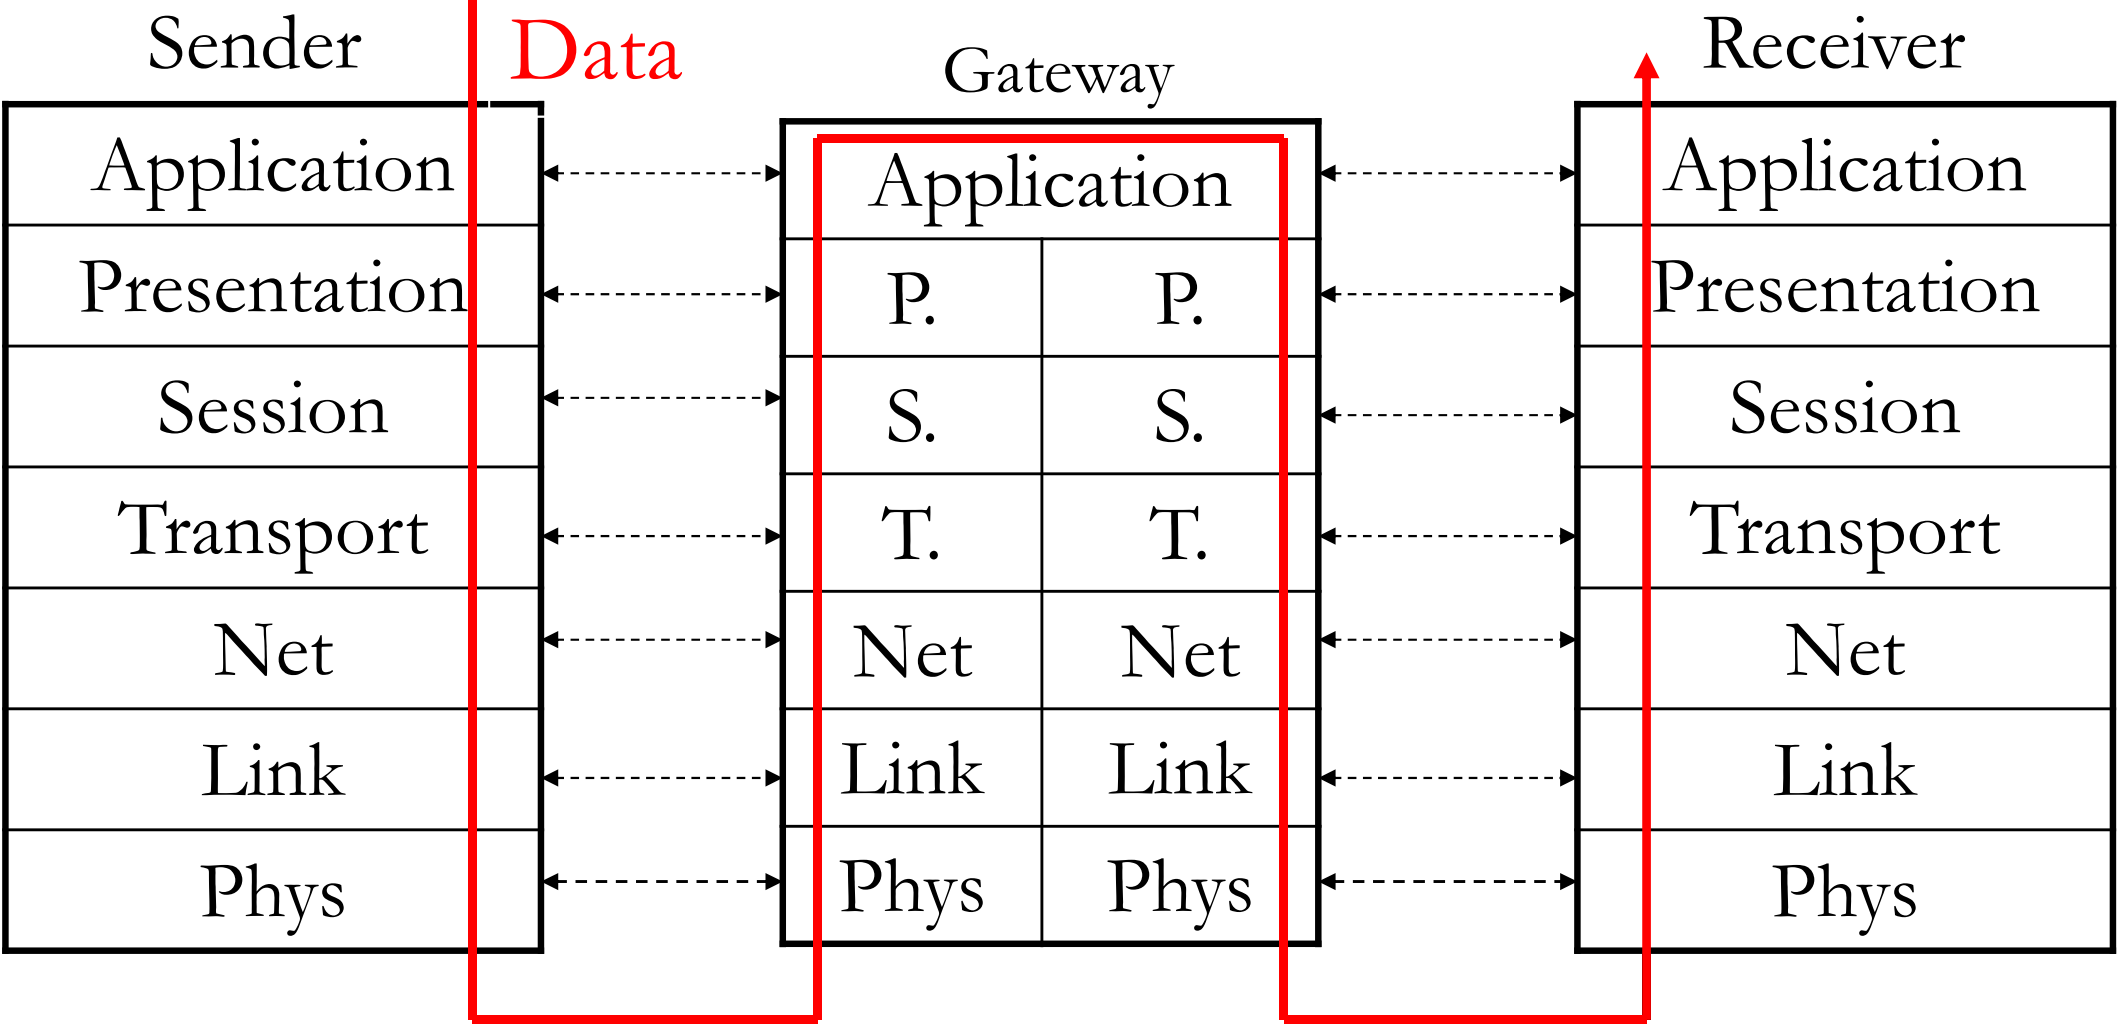 Sender
Data
Gateway
Receiver
Application
Application
Application
Presentation
P.
P.
Presentation
Session
S.
S.
Session
Transport
T.
T.
Transport
Net
Net
Net
Net
Link
Link
Link
Link
Phys
Phys
Phys
Phys